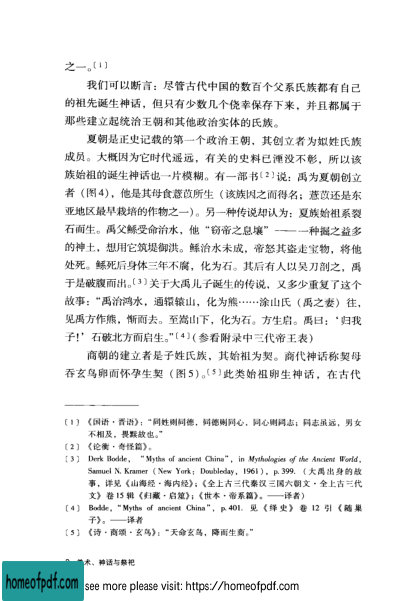 之一。〔1〕
我们可以断言：尽管古代中国的数百个父系氏族都有自己
的祖先诞生神话，但只有少数几个侥幸保存下来，并且都属于
那些建立起统治王朝和其他政治实体的氏族。
夏朝是正史记载的第一个政治王朝，其创立者为姒姓氏族
成员。大概因为它时代遥远，有关的史料已湮没不彰，所以该
族始祖的诞生神话也一片模糊。有一部书〔2〕说：禹为夏朝创立
者（图4），他是其母食薏苡所生（该族因之而得名；薏苡还是东
亚地区最早栽培的作物之一）。另一种传说却认为：夏族始祖系裂
石而生。禹父鲧受命治水，他“窃帝之息壤”——一种掘之益多
的神土，想用它筑堤御洪。鲧治水未成，帝怒其盗走宝物，将他
处死。鲧死后身体三年不腐，化为石。其后有人以吴刀剖之，禹
于是破腹而出。〔3〕关于大禹儿子诞生的传说，又多少重复了这个
故事：“禹治鸿水，通轘辕山，化为熊……涂山氏（禹之妻）往，
见禹方作熊，惭而去。至嵩山下，化为石。方生启。禹曰：‘归我
子！’石破北方而启生。”〔4〕（参看附录中三代帝王表）
商朝的建立者是子姓氏族，其始祖为契。商代神话称契母
吞玄鸟卵而怀孕生契（图5）。〔5〕此类始祖卵生神话，在古代
〔1〕《国语·晋语》：“同姓则同德，同德则同心，同心则同志；同志虽远，男女
不相及，畏黩故也。”
〔2〕《论衡·奇怪篇》。
〔3〕 Derk Bodde, “Myths of ancient China”, in Mythologies of the Ancient World,
Samuel N. Kramer (New York: Doubleday, 1961), p. 399.（大禹出身的故
事，详见《山海经·海内经》；《全上古三代秦汉三国六朝文·全上古三代
文》卷15辑《归藏·启筮》；《世本·帝系篇》。——译者）
〔4〕 Bodde, “Myths of ancient China”, p. 401. 见《绎史》卷12引《随巢
子》。——译者
〔5〕《诗·商颂·玄鸟》：“天命玄鸟，降而生商。”
术、神话与祭祀
homeofpdf.com
see more please visit: https://homeofpdf.com